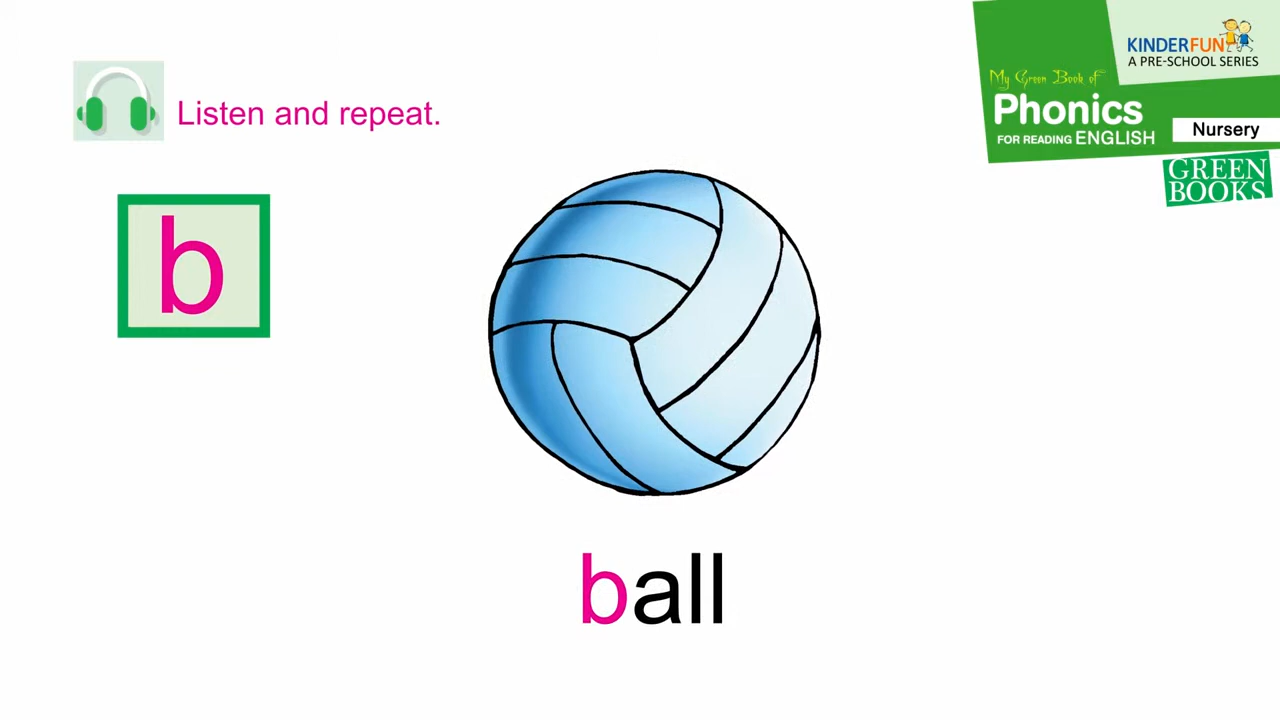 KINDERFUN
A PRE-SCHOOL SERIES
My Green Book of
Phonics
FOR READING ENGLISH
Nursery
GREEN
BOOKS
Listen and repeat.
b
ball